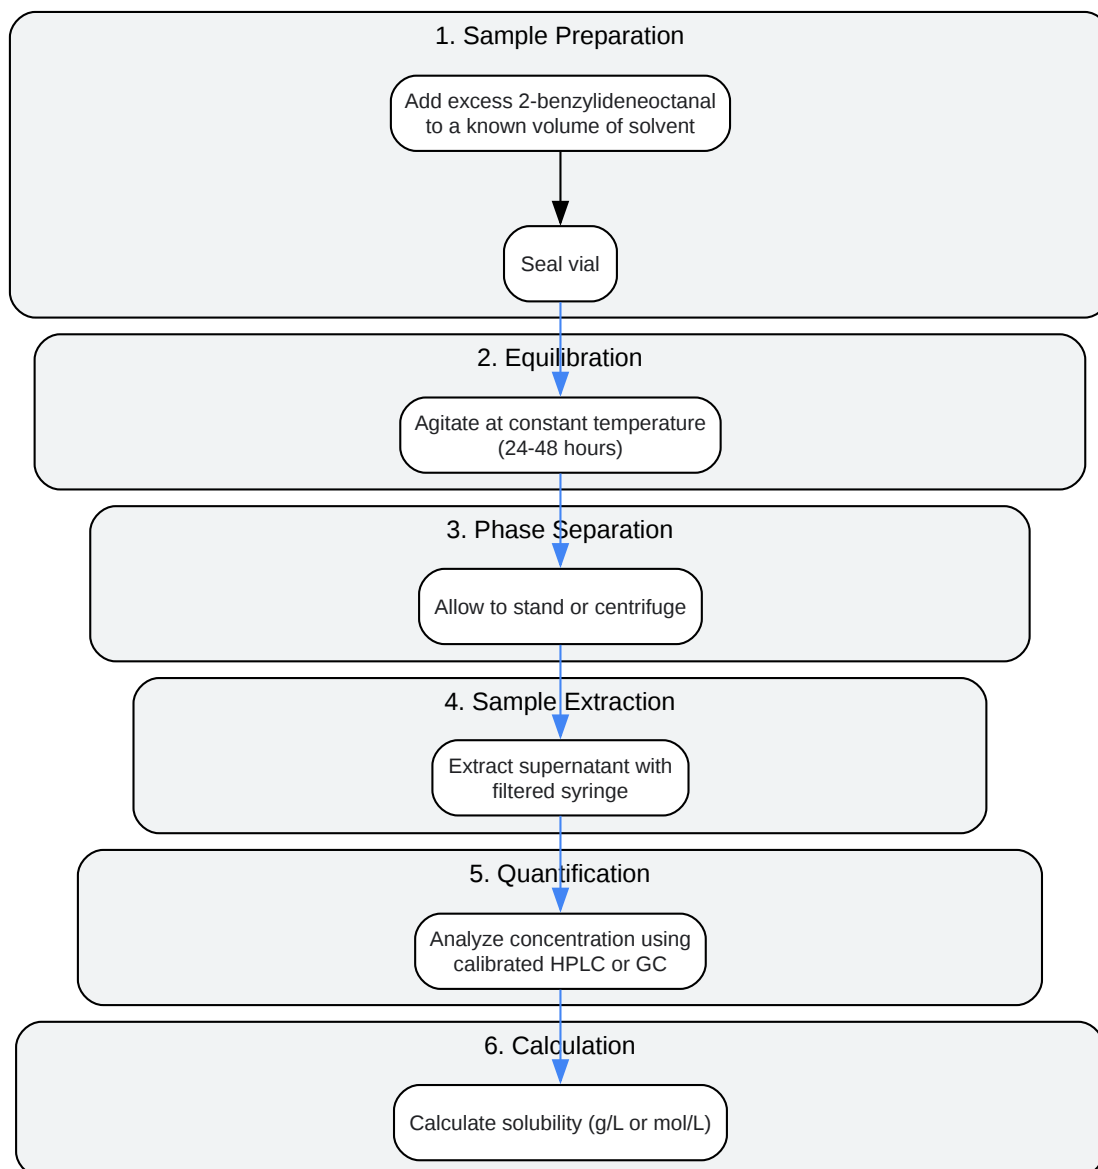 1. Sample Preparation
Add excess 2-benzylideneoctanal
to a known volume of solvent
Seal vial
2. Equilibration
Agitate at constant temperature
(24-48 hours)
3. Phase Separation
Allow to stand or centrifuge
4. Sample Extraction
Extract supernatant with
filtered syringe
5. Quantification
Analyze concentration using
calibrated HPLC or GC
6. Calculation
Calculate solubility (g/L or mol/L)